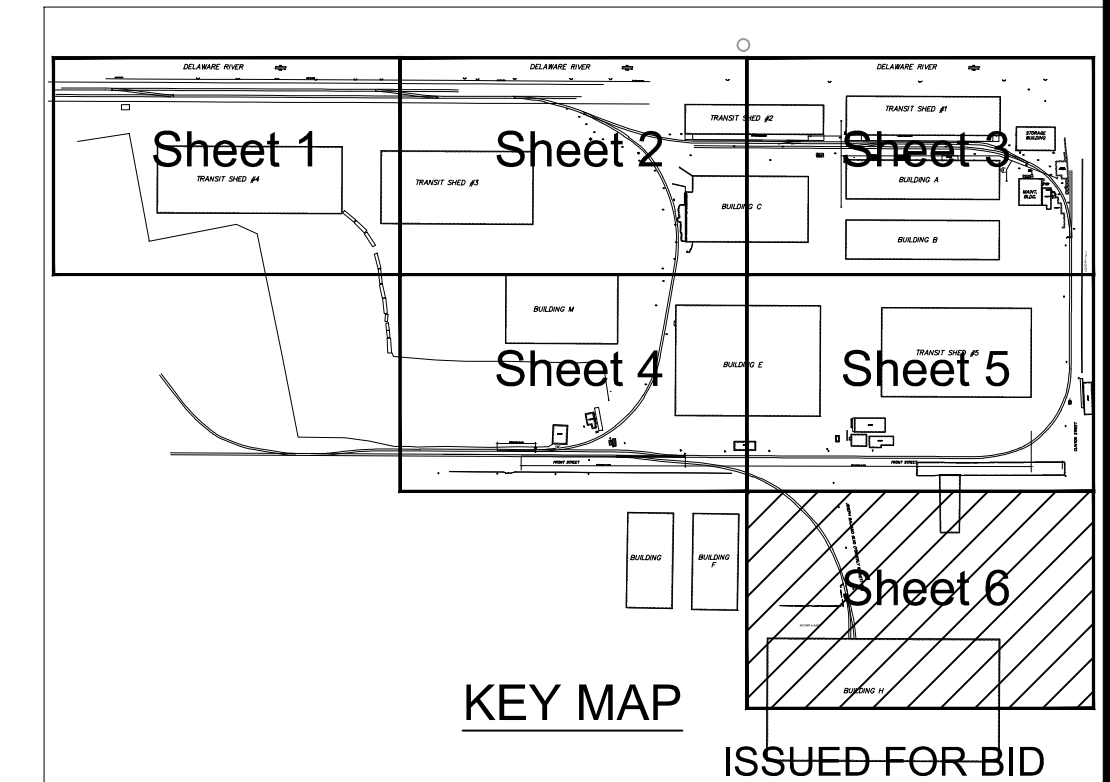 DELAWARE RIVER
DELAWARE RIVER
DELAWARE RIVER
TRANSIT SHED #2
TRANSIT SHED #1
STORAGE
BUILDING
Sheet 1
Sheet 2
Sheet 3
TRANSIT SHED #4
TRANSIT SHED #3
BUILDING A
MAINT.
BLDG.
BUILDING C
BUILDING B
BUILDING M
TRANSIT SHED #5
BUILDING E
Sheet 4
Sheet 5
CLINTON STREET
FRONT STREET
FRONT STREET
BUILDING
BUILDING
F
Sheet 6
BUILDING H
KEY MAP
ISSUED FOR BID